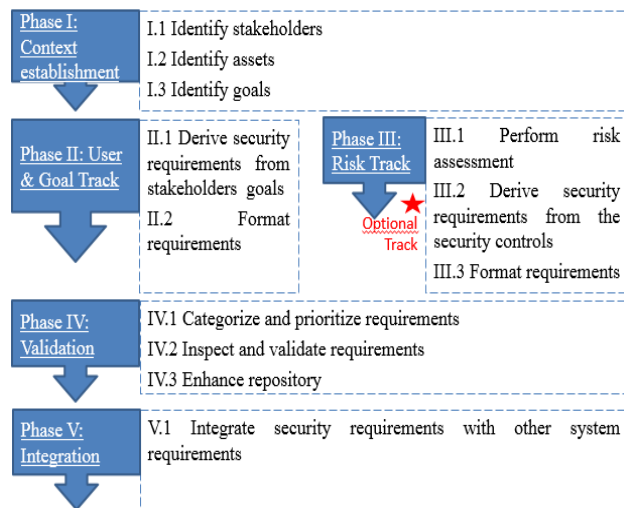 Phase I:
Context
establishment
I.1 Identify stakeholders
I.2 Identify assets
I.3 Identify goals
Phase II: User
& Goal Track
II.1 Derive security
requirements from
stakeholders goals
II.2 Format
requirements
Phase III:
Risk Track
Optional
Track
III.1 Perform risk
assessment
III.2 Derive security
requirements from the
security controls
III.3 Format requirements
Phase IV:
Validation
IV.1 Categorize and prioritize requirements
IV.2 Inspect and validate requirements
IV.3 Enhance repository
Phase V:
Integration
V.1 Integrate security requirements with other system
requirements